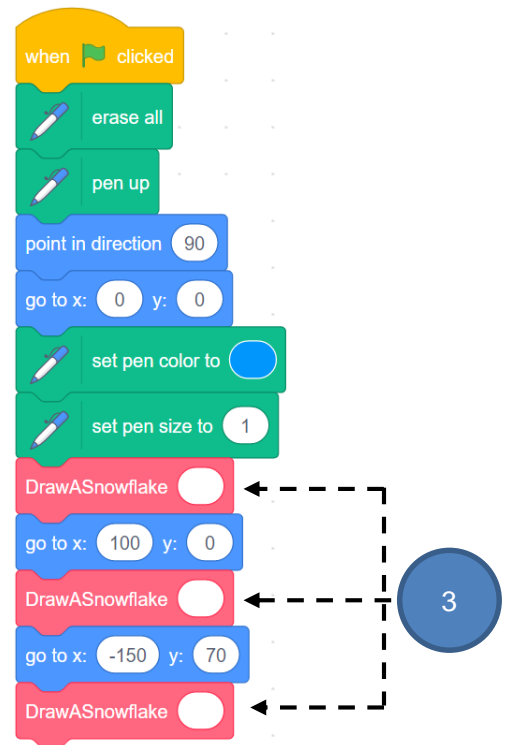 when clicked
erase all
pen up
point in direction 90
go to x: 0 y: 0
set pen color to
set pen size to 1
DrawASnowflake
go to x: 100 y: 0
DrawASnowflake
3
go to x: -150 y: 70
DrawASnowflake